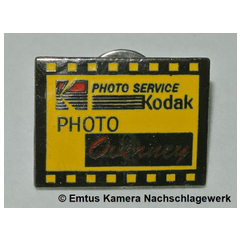 PHOTO SERVICE
Kodak
PHOTO
© Emtus Kamera Nachschlagewerk